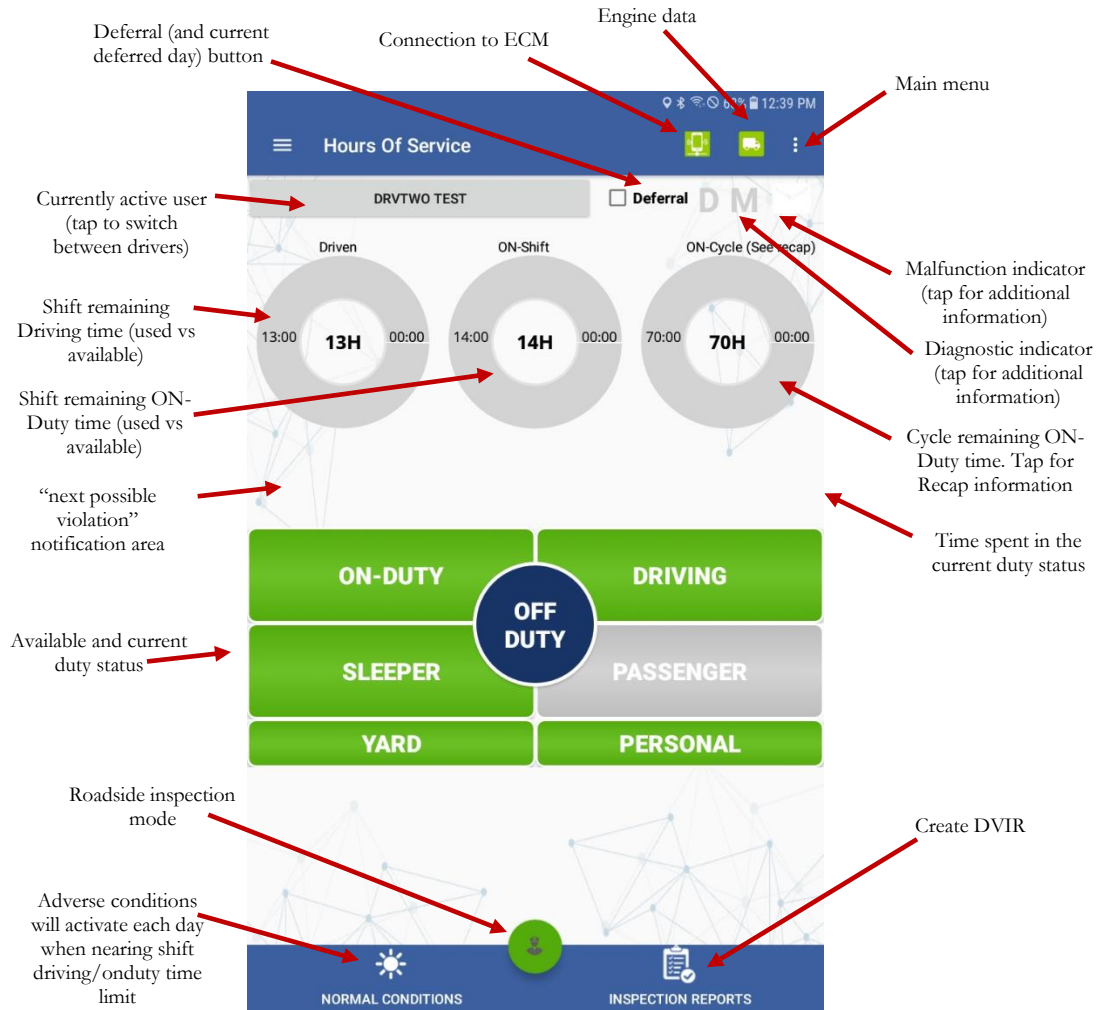 Engine data
Deferral (and current
deferred day) button
Connection to ECM
Main menu
12:39 PM
Hours Of Service
Currently active user
(tap to switch
between drivers)
DRVTWO TEST
Deferral
D M
Driven
ON-Shift
ON-Cycle (See recap)
Malfunction indicator
(tap for additional
information)
Shift remaining
Driving time (used vs
available)
13:00 13H 00:00
14:00 14H 00:00
70:00 70H 00:00
Diagnostic indicator
(tap for additional
information)
Shift remaining ON-
Duty time (used vs
available)
Cycle remaining ON-
Duty time. Tap for
Recap information
“next possible
violation”
notification area
Time spent in the
current duty status
ON-DUTY
DRIVING
OFF
DUTY
Available and current
duty status
SLEEPER
PASSENGER
YARD
PERSONAL
Roadside inspection
mode
Create DVIR
Adverse conditions
will activate each day
when nearing shift
driving/onduty time
limit
NORMAL CONDITIONS
INSPECTION REPORTS